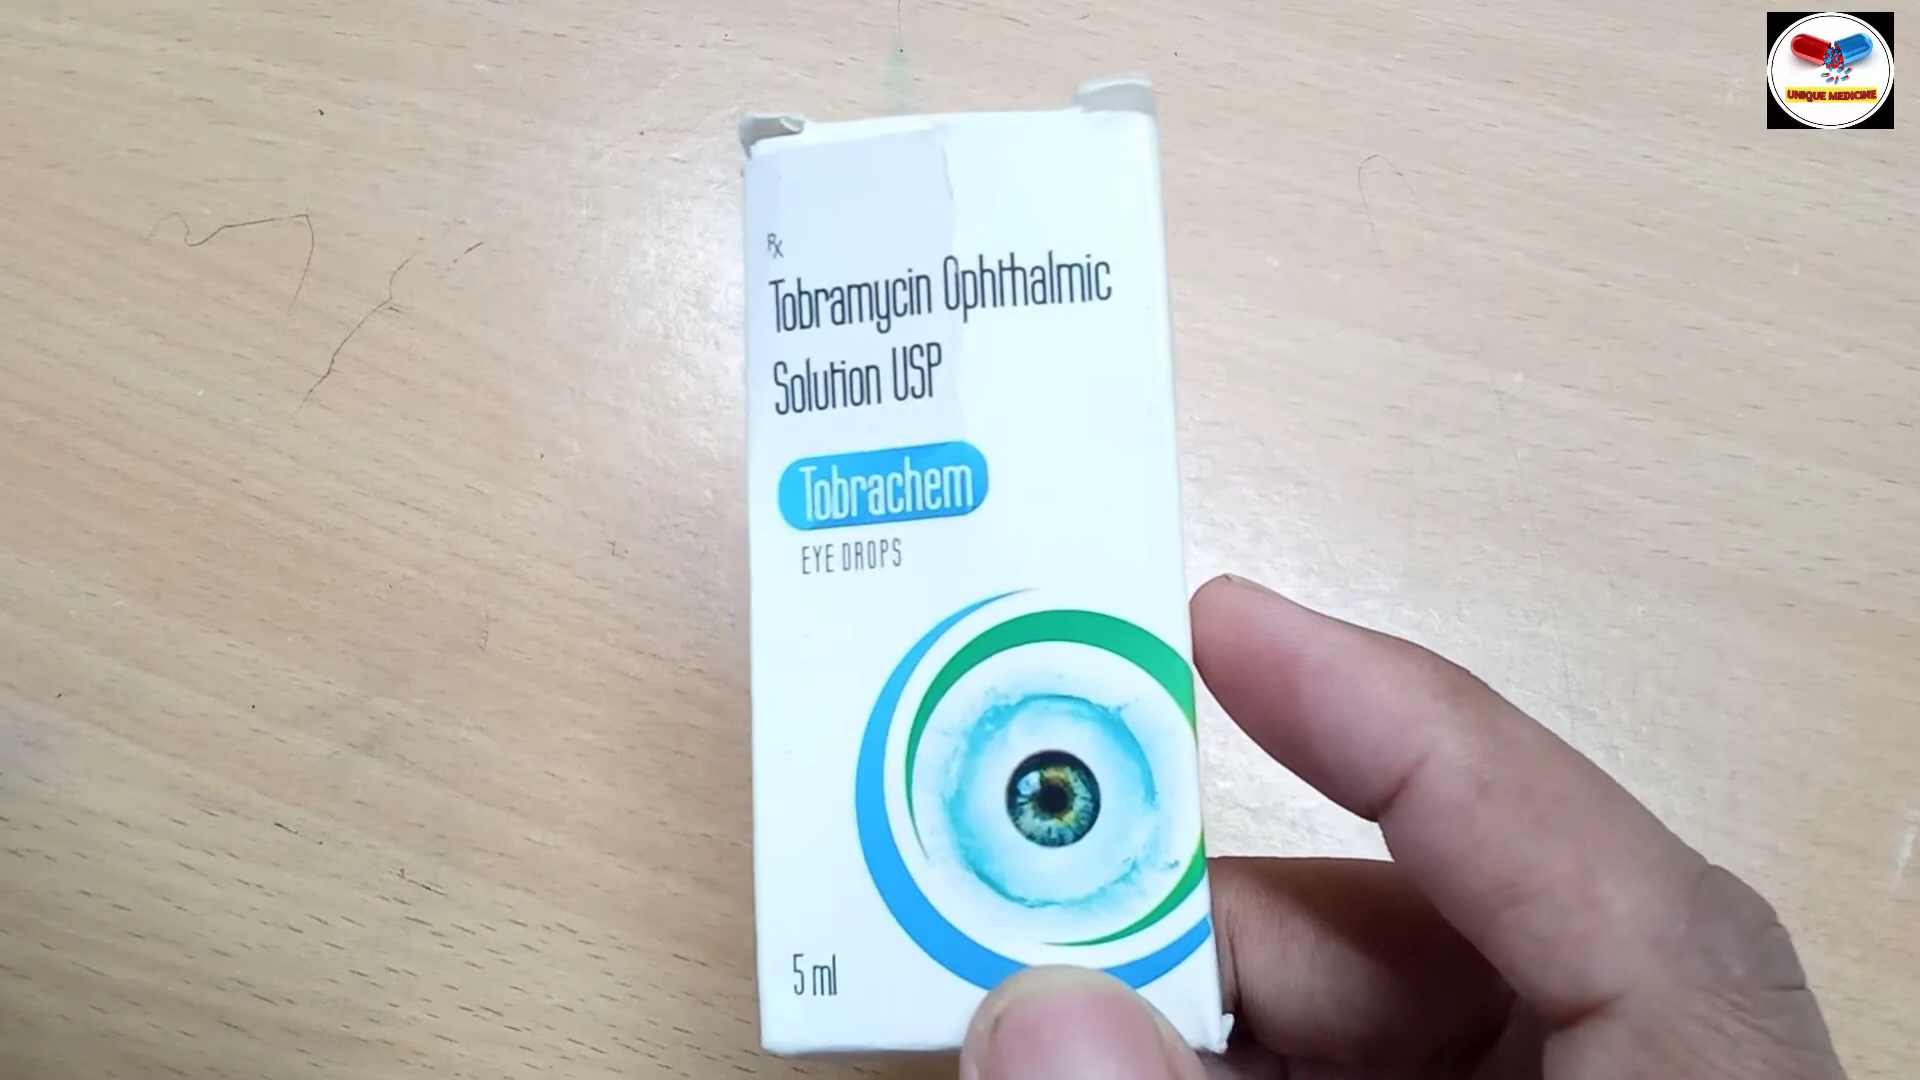 UNIQUE MEDICINE
Rx
Tobramycin Ophthalmic
Solution USP
Tobrachem
EYE DROPS
5 ml